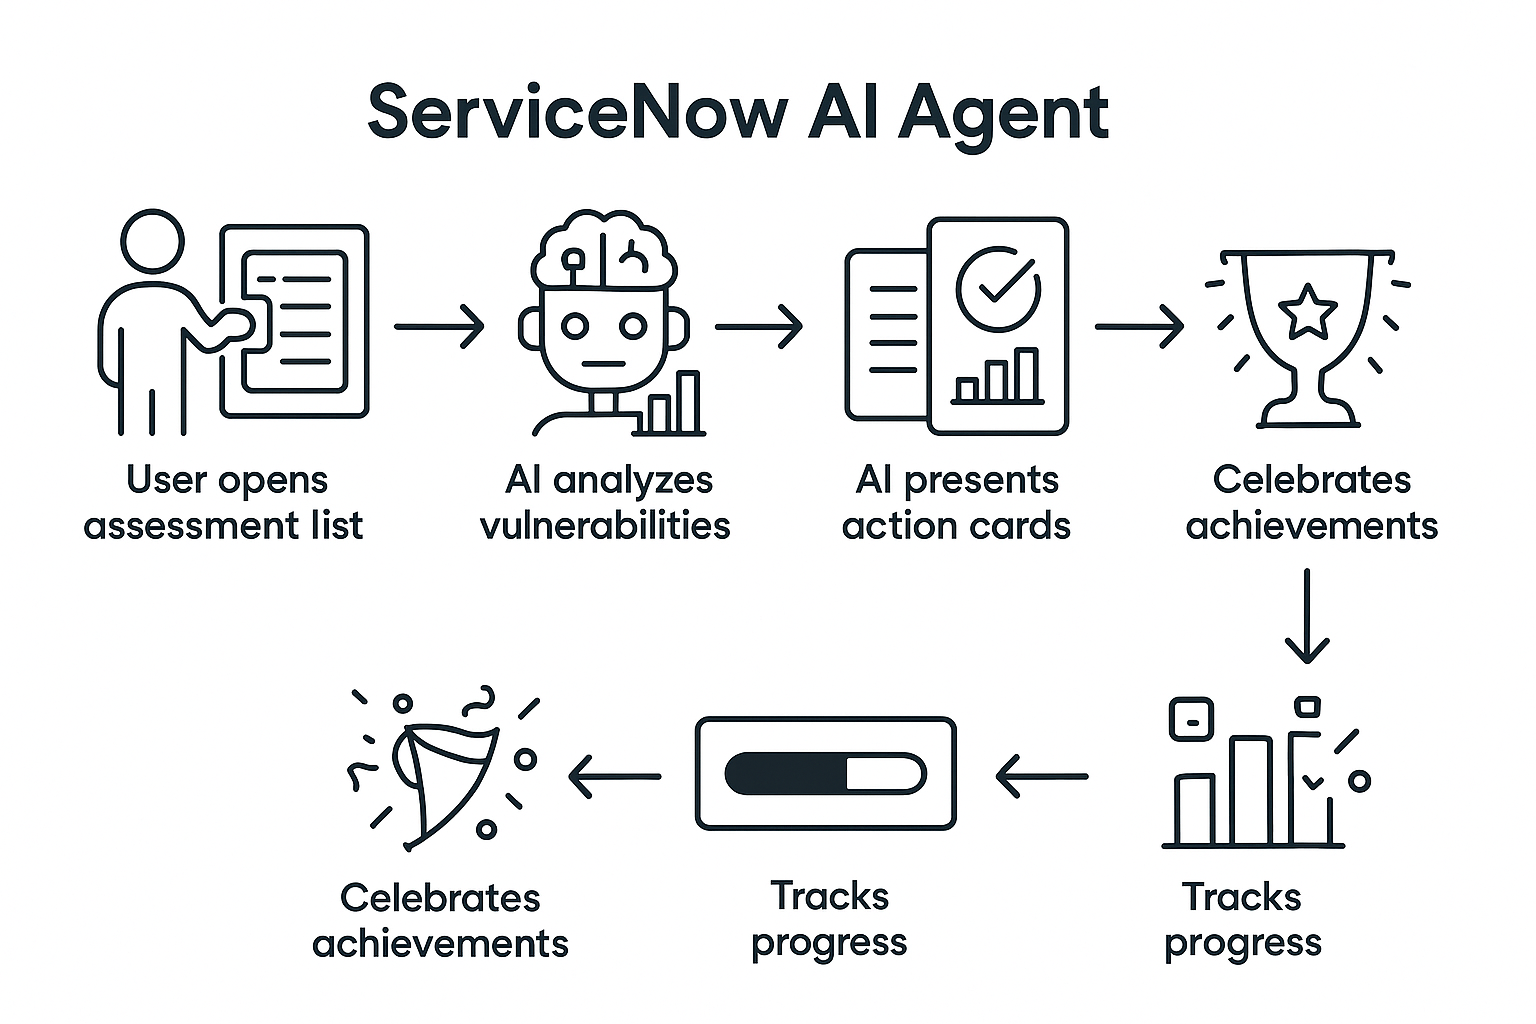 ServiceNow AI Agent
User opens
assessment list
AI analyzes
vulnerabilities
AI presents
action cards
Celebrates
achievements
Tracks
progress
Tracks
progress
Celebrates
achievements